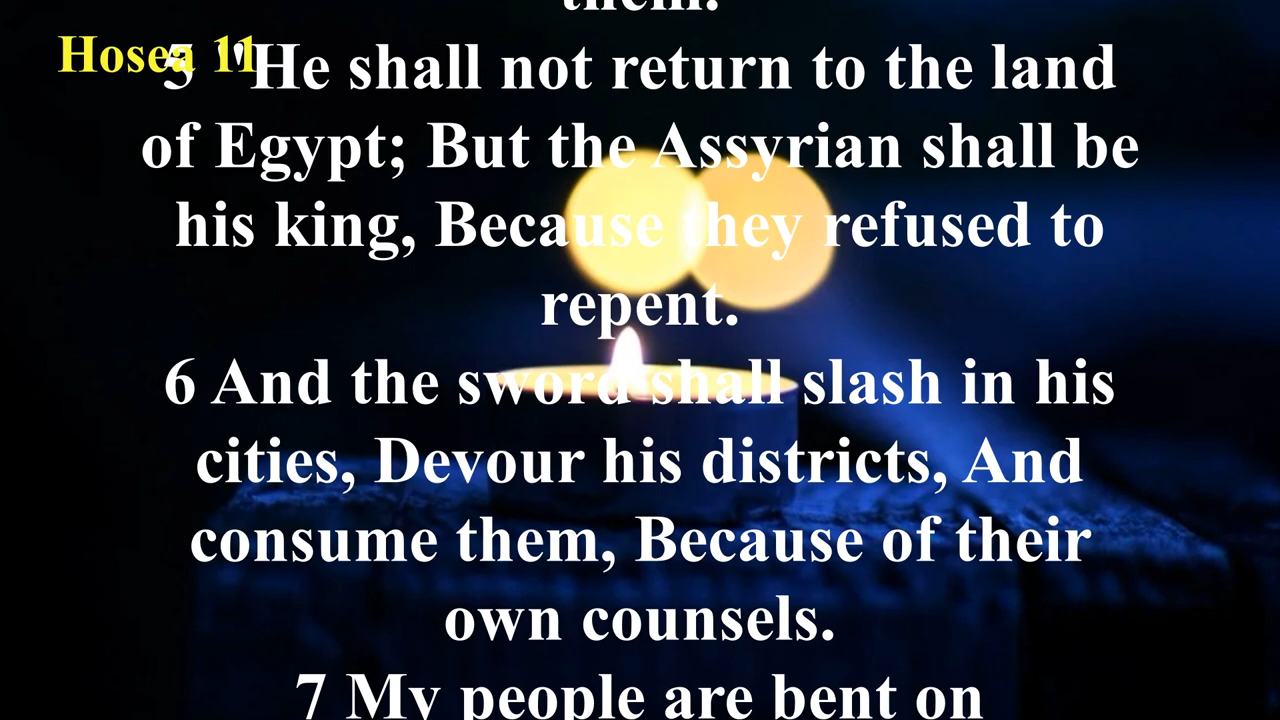 them.
Hosea 11
5 "He shall not return to the land
of Egypt; But the Assyrian shall be
his king, Because they refused to
repent.
6 And the sword shall slash in his
cities, Devour his districts, And
consume them, Because of their
own counsels.
7 My people are bent on